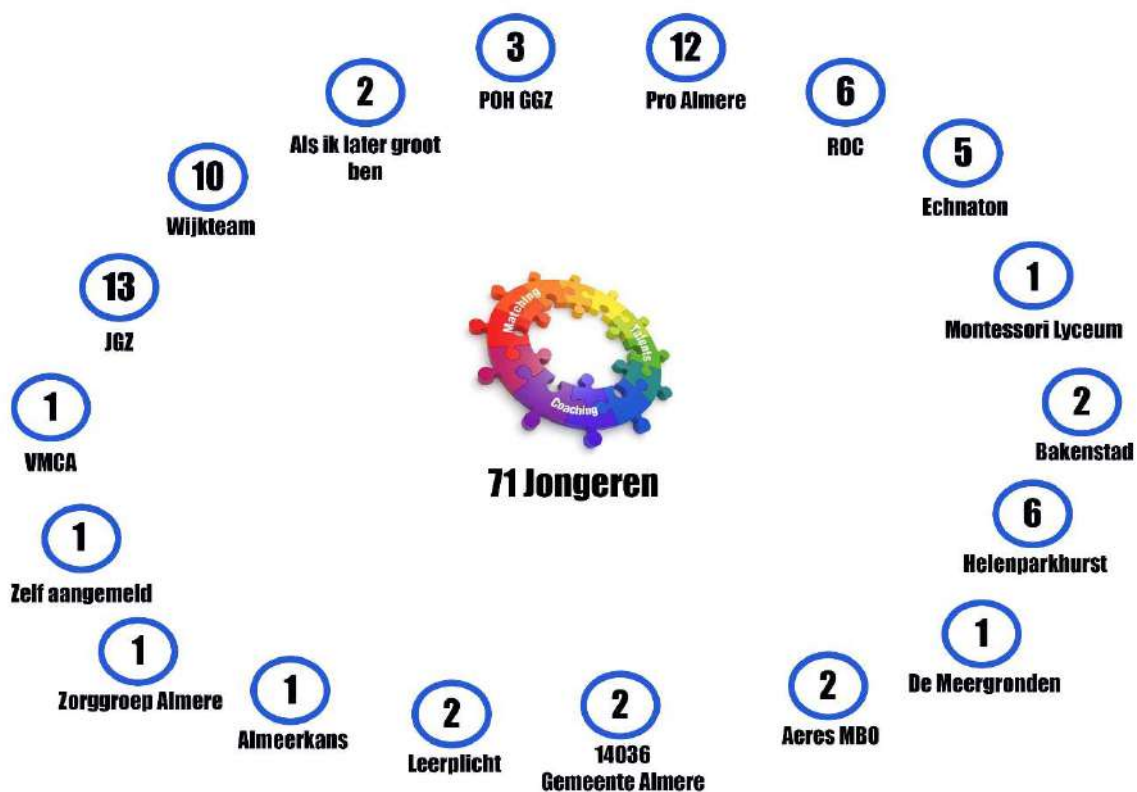 3
POH GGZ
12
Pro Almere
6
ROC
5
Echnaton
1
Montessori Lyceum
2
Bakenstad
6
Helenparkhurst
1
De Meergronden
2
Aeres MBO
2
14036
Gemeente Almere
2
Leerplicht
1
Almeerkans
1
Zorggroep Almere
1
Zelf aangemeld
1
VMCA
13
JGZ
10
Wijkteam
2
Als ik later groot
ben
Matching
Talents
Coaching
71 Jongeren